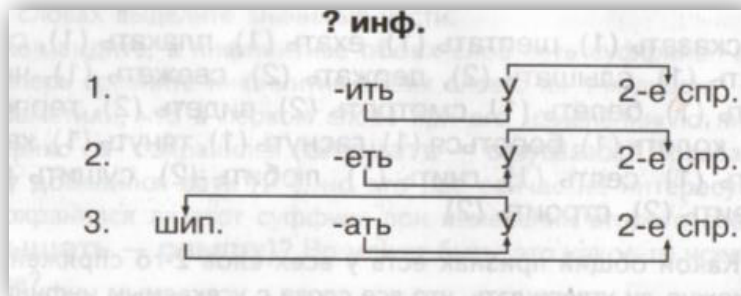 ? инф.
1. -ить У 2-е спр.
2. -еть У 2-е спр.
3. шип. -ать У 2-е спр.